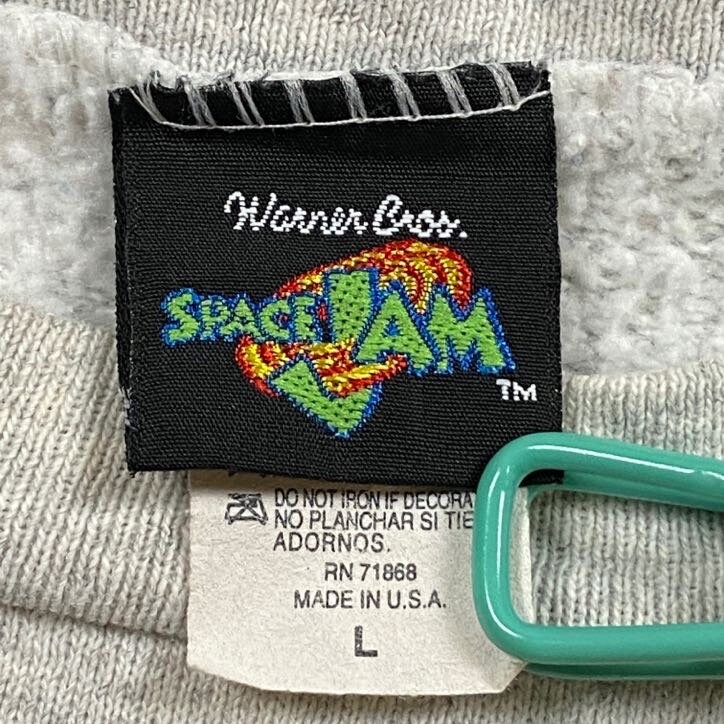 Warner Bros.
SPACE JAM
TM
DO NOT IRON IF DECORA
NO PLANCHAR SI TIE
ADORNOS.
RN 71868
MADE IN U.S.A.
L